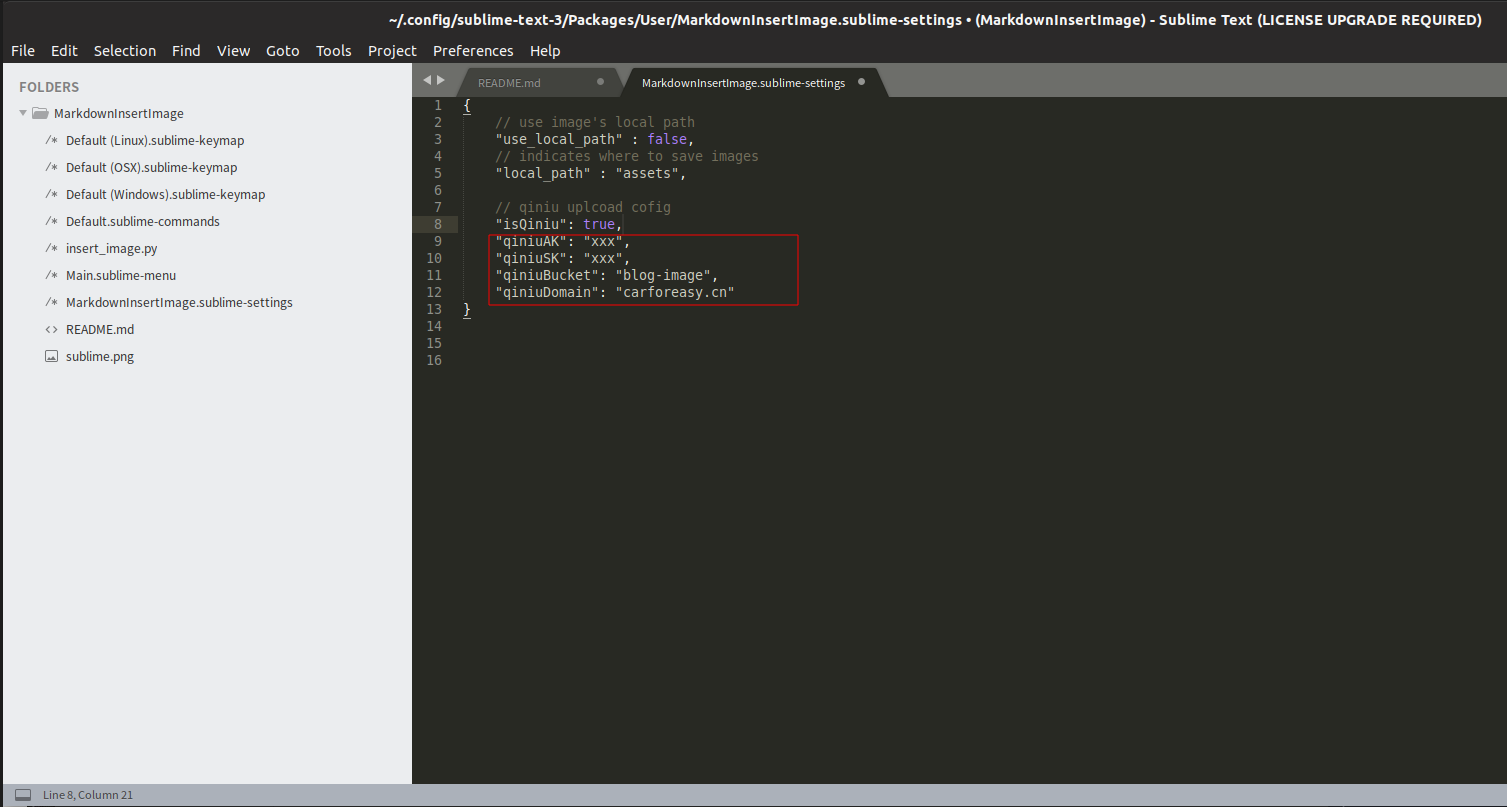 ~/.config/sublime-text-3/Packages/User/MarkdownInsertImage.sublime-settings • (MarkdownInsertImage) - Sublime Text (LICENSE UPGRADE REQUIRED)
File Edit Selection Find View Goto Tools Project Preferences Help
FOLDERS
MarkdownInsertImage
/* Default (Linux).sublime-keymap
/* Default (OSX).sublime-keymap
/* Default (Windows).sublime-keymap
/* Default.sublime-commands
/* insert_image.py
/* Main.sublime-menu
/* MarkdownInsertImage.sublime-settings
<> README.md
sublime.png
README.md MarkdownInsertImage.sublime-settings
1 {
2 // use image's local path
3 "use_local_path" : false,
4 // indicates where to save images
5 "local_path" : "assets",
6
7 // qiniu uplcoad cofig
8 "isQiniu": true,
9 "qiniuAK": "xxx",
10 "qiniuSK": "xxx",
11 "qiniuBucket": "blog-image",
12 "qiniuDomain": "carforeasy.cn"
13 }
14
15
16
Line 8, Column 21